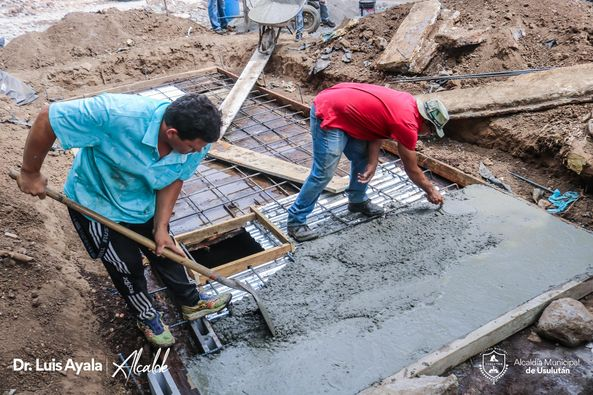 Dr. Luis Ayala
Alcalde
Alcaldía Municipal
de Usulután